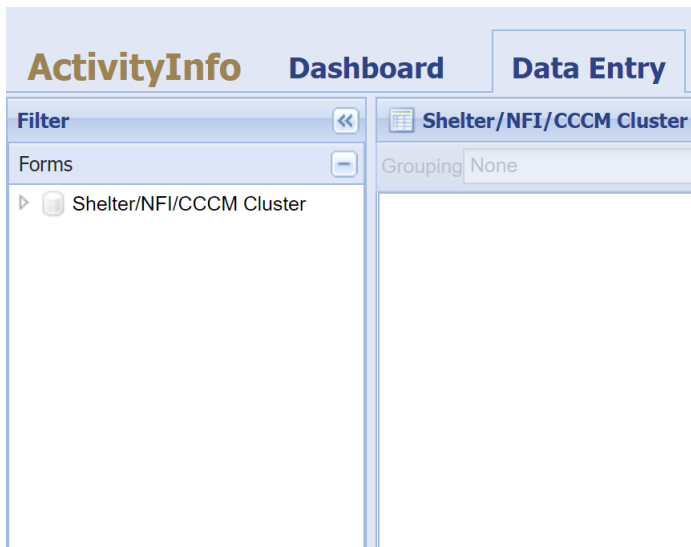 ActivityInfo Dashboard Data Entry
Filter
Shelter/NFI/CCCM Cluster
Forms
Grouping None
Shelter/NFI/CCCM Cluster